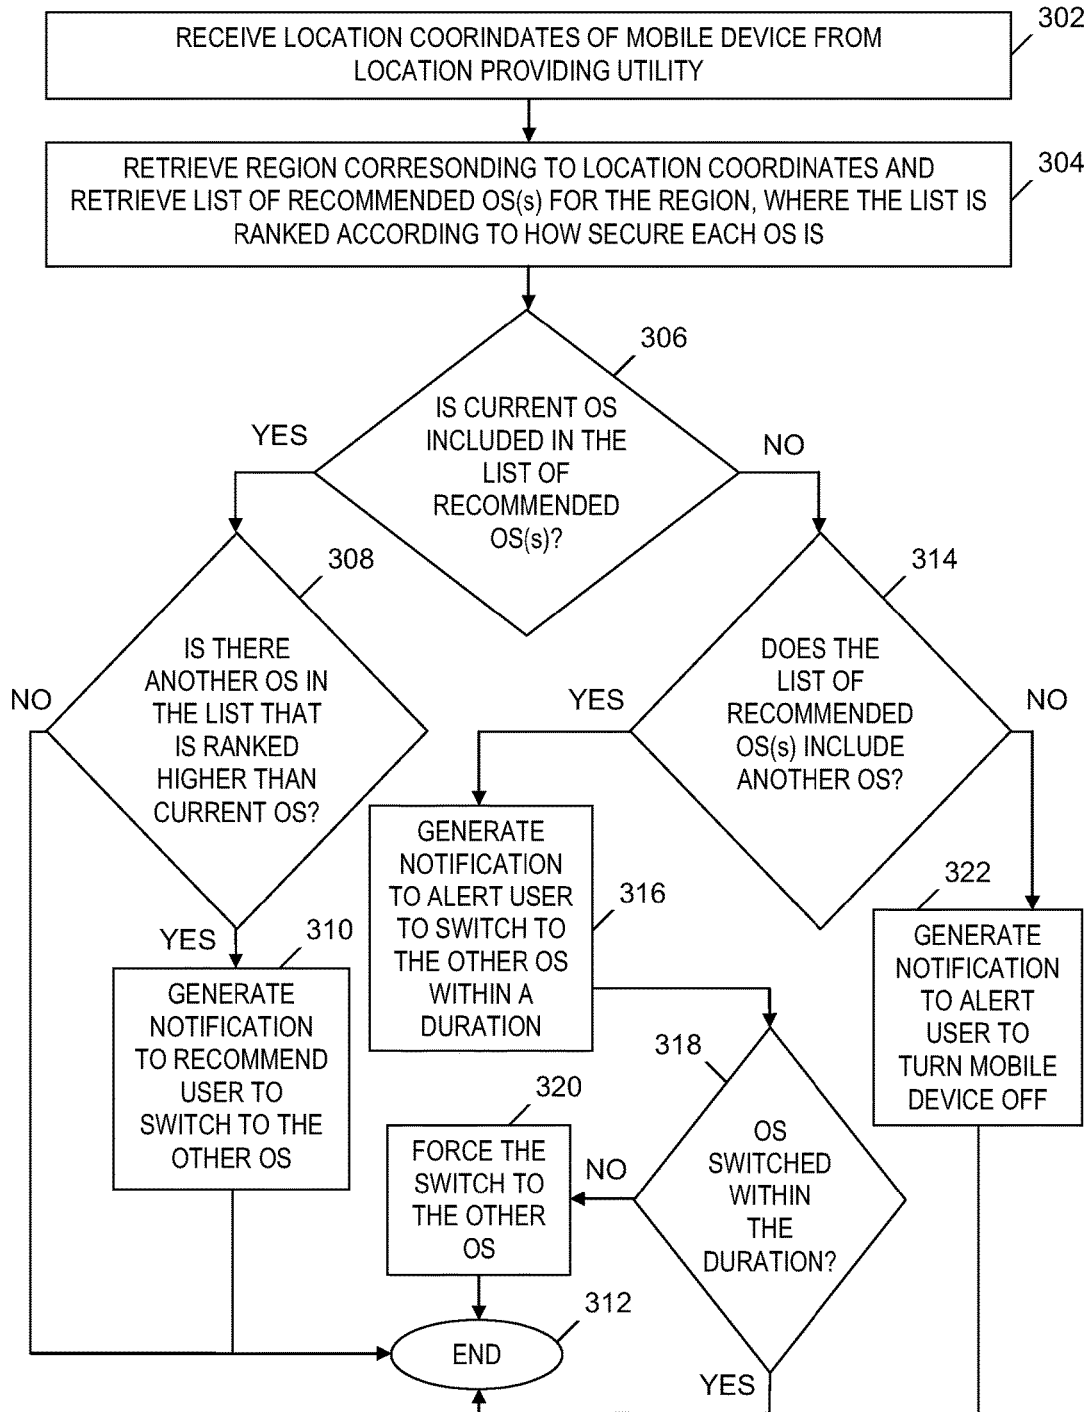 302
RECEIVE LOCATION COORINDATES OF MOBILE DEVICE FROM
LOCATION PROVIDING UTILITY
304
RETRIEVE REGION CORRESONDING TO LOCATION COORDINATES AND
RETRIEVE LIST OF RECOMMENDED OS(s) FOR THE REGION, WHERE THE LIST IS
RANKED ACCORDING TO HOW SECURE EACH OS IS
306
IS CURRENT OS
INCLUDED IN THE
LIST OF
RECOMMENDED
OS(s)?
YES
NO
308
IS THERE
ANOTHER OS IN
THE LIST THAT
IS RANKED
HIGHER THAN
CURRENT OS?
NO
YES
310
GENERATE
NOTIFICATION
TO RECOMMEND
USER TO
SWITCH TO THE
OTHER OS
314
DOES THE
LIST OF
RECOMMENDED
OS(s) INCLUDE
ANOTHER OS?
YES
NO
316
GENERATE
NOTIFICATION
TO ALERT USER
TO SWITCH TO
THE OTHER OS
WITHIN A
DURATION
322
GENERATE
NOTIFICATION
TO ALERT
USER TO
TURN MOBILE
DEVICE OFF
318
OS
SWITCHED
WITHIN
THE
DURATION?
NO
YES
320
FORCE THE
SWITCH TO
THE OTHER
OS
312
END